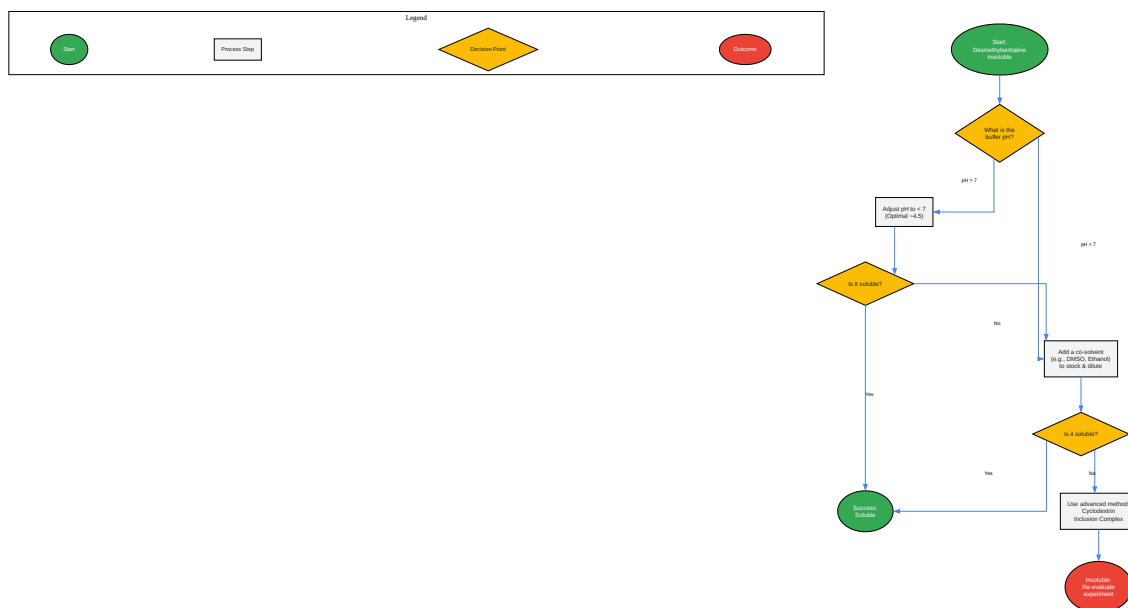 Legend
Start
Process Step
Decision Point
Outcome
Start:
Desmethylsertraline
Insoluble
What is the
buffer pH?
pH > 7
Adjust pH to < 7
(Optimal ~4.5)
pH < 7
Is it soluble?
No
Add a co-solvent
(e.g., DMSO, Ethanol)
to stock & dilute
Yes
Is it soluble?
Yes
No
Success:
Soluble
Use advanced method:
Cyclodextrin
Inclusion Complex
Insoluble:
Re-evaluate
experiment